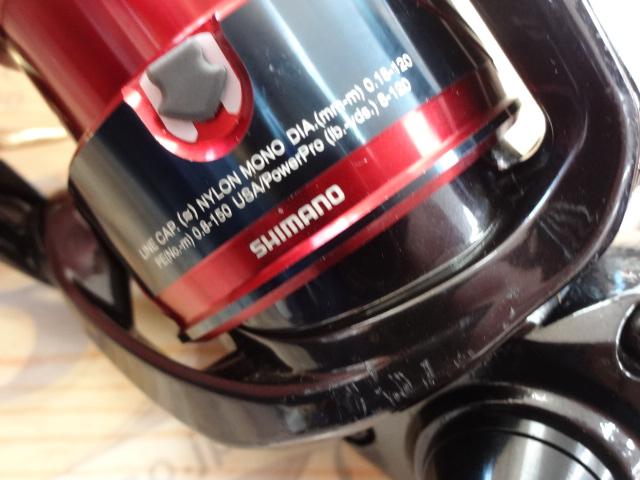 LINE CAP. (≅) NYLON MONO DIA.(mm-m) 0.18-120
PE(No.-m) 0.8-150 USA/PowerPro (lb.-yds.) 8-120
SHIMANO